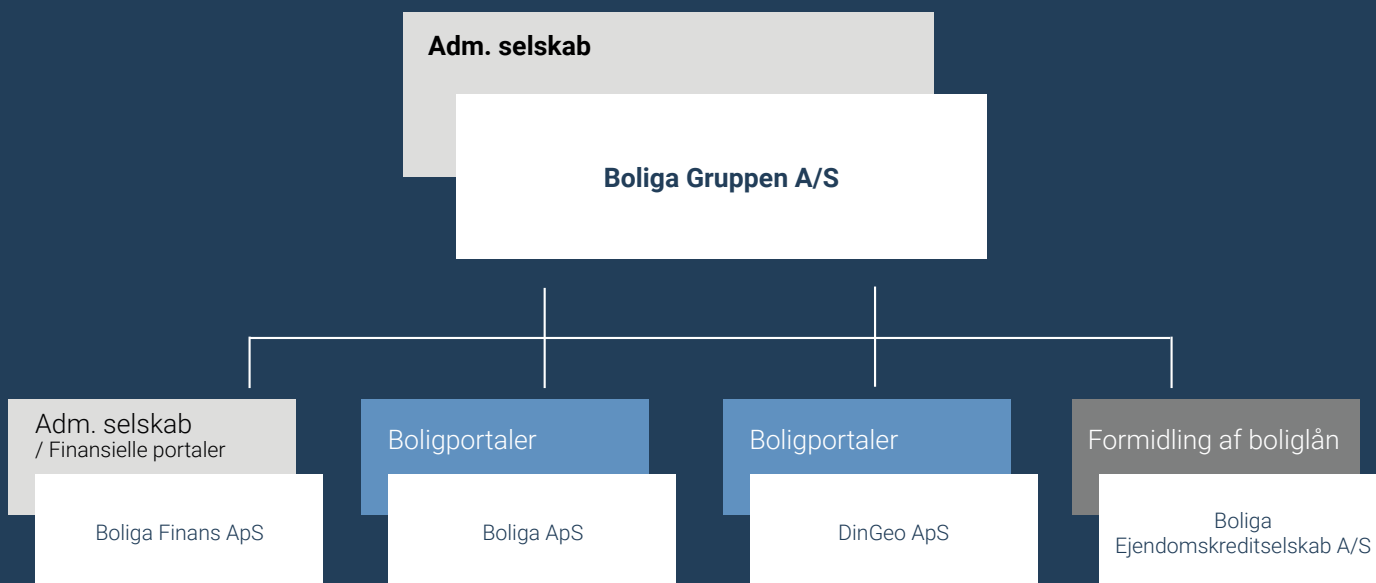 Adm. selskab
Boliga Gruppen A/S
Adm. selskab
/ Finansielle portaler
Boliga Finans ApS
Boligportaler
Boliga ApS
Boligportaler
DinGeo ApS
Formidling af boliglån
Boliga
Ejendomskreditselskab A/S